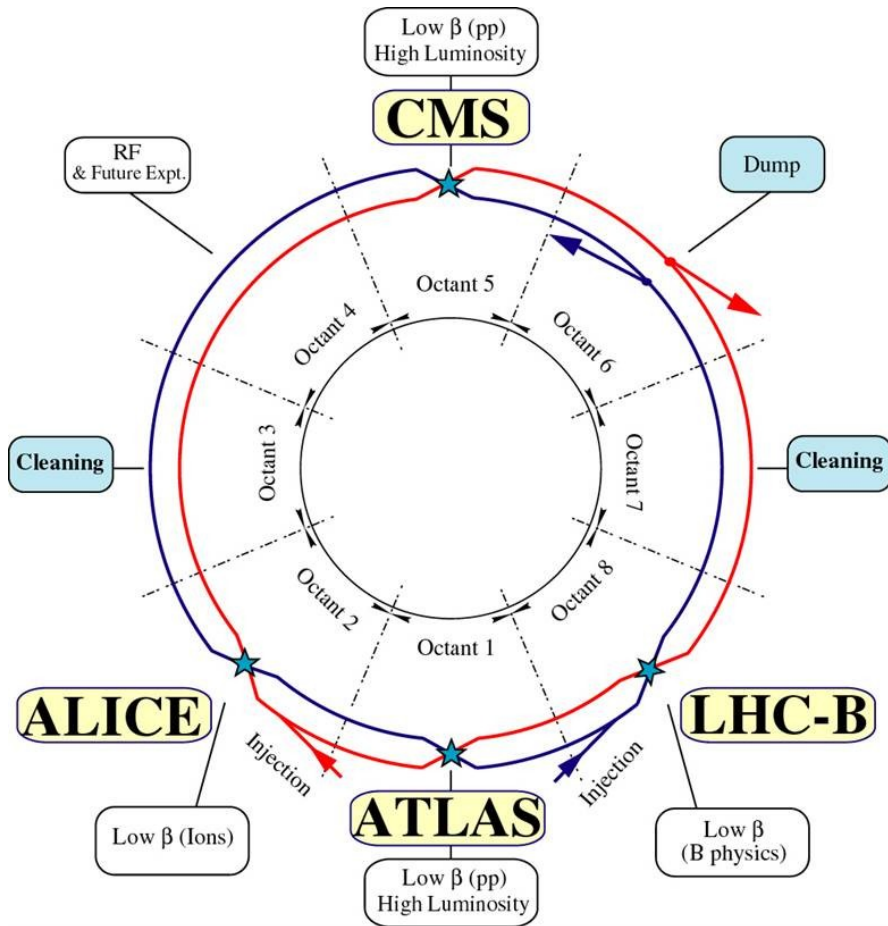 Low β (pp)
High Luminosity
CMS
RF
& Future Expt.
Dump
Octant 5
Octant 4
Octant 6
Cleaning
Octant 3
Octant 7
Cleaning
Octant 2
Octant 8
Octant 1
ALICE
LHC-B
Injection
Injection
ATLAS
Low β (Ions)
Low β
(B physics)
Low β (pp)
High Luminosity